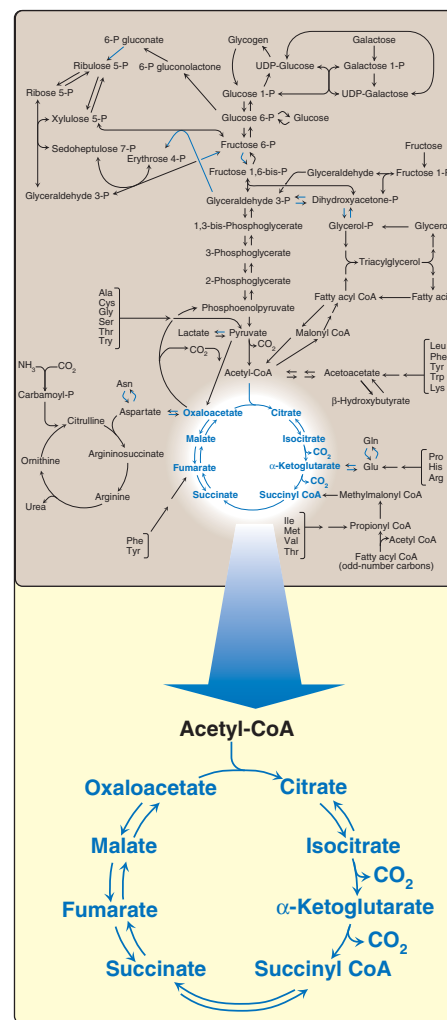 6-P gluconate
Glycogen
Galactose
Ribulose 5-P
6-P gluconolactone
UDP-Glucose
Galactose 1-P
Ribose 5-P
Glucose 1-P
UDP-Galactose
Xylulose 5-P
Glucose 6-P
Glucose
Sedoheptulose 7-P
Fructose 6-P
Fructose
Erythrose 4-P
Fructose 1,6-bis-P
Glyceraldehyde
Fructose 1-P
Glyceraldehyde 3-P
Glyceraldehyde 3-P
Dihydroxyacetone-P
1,3-bis-Phosphoglycerate
Glycerol-P
Glycerol
3-Phosphoglycerate
Triacylglycerol
2-Phosphoglycerate
Fatty acyl CoA
Fatty acid
Ala
Cys
Gly
Ser
Thr
Try
Phosphoenolpyruvate
Lactate
Pyruvate
Malonyl CoA
CO2
CO2
Acetyl-CoA
Acetoacetate
β-Hydroxybutyrate
Leu
Phe
Tyr
Trp
Lys
NH3
CO2
Carbamoyl-P
Asn
Aspartate
Citrulline
Argininosuccinate
Ornithine
Arginine
Urea
Oxaloacetate
Citrate
Malate
Isocitrate
CO2
Fumarate
α-Ketoglutarate
CO2
Succinate
Succinyl CoA
Gln
Glu
Pro
His
Arg
Methylmalonyl CoA
Phe
Tyr
Ile
Met
Val
Thr
Propionyl CoA
Acetyl CoA
Fatty acyl CoA
(odd-number carbons)
Acetyl-CoA
Oxaloacetate
Citrate
Malate
Isocitrate
CO2
Fumarate
α-Ketoglutarate
CO2
Succinate
Succinyl CoA